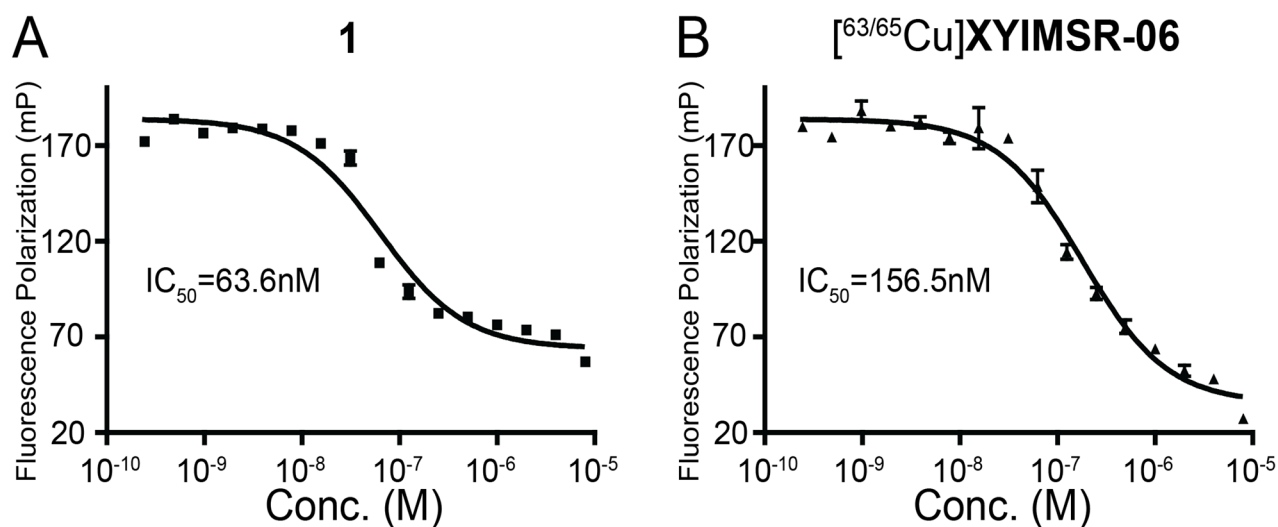 A
1
Fluorescence Polarization (mP)
170
120
70
20
IC50=63.6nM
10-10
10-9
10-8
10-7
10-6
10-5
Conc. (M)
B
[63/65Cu]XYIMSR-06
Fluorescence Polarization (mP)
170
120
70
20
IC50=156.5nM
10-10
10-9
10-8
10-7
10-6
10-5
Conc. (M)